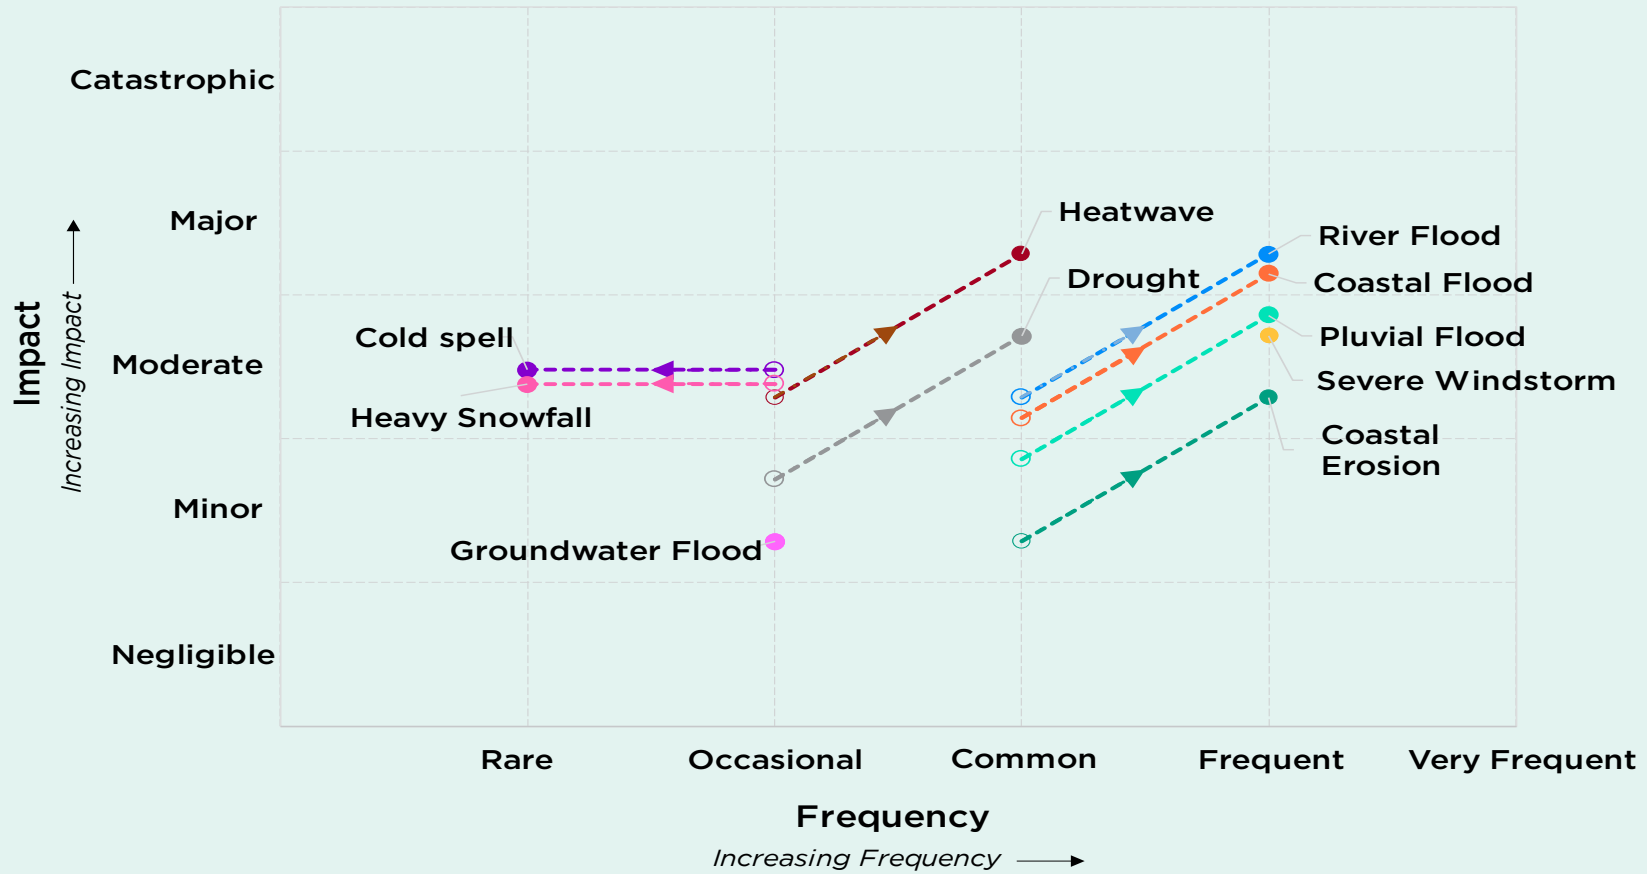 Catastrophic
Major
Moderate
Minor
Negligible
Impact
Increasing Impact
Heatwave
River Flood
Drought
Coastal Flood
Cold spell
Pluvial Flood
Severe Windstorm
Heavy Snowfall
Coastal
Erosion
Groundwater Flood
Rare
Occasional
Common
Frequent
Very Frequent
Frequency
Increasing Frequency